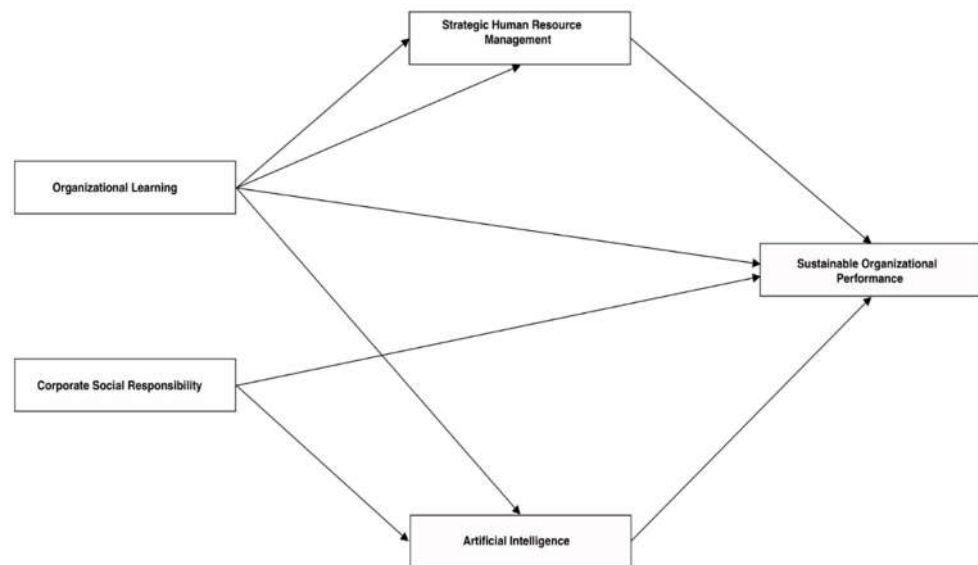 Strategic Human Resource
Management
Organizational Learning
Sustainable Organizational
Performance
Corporate Social Responsibility
Artificial Intelligence